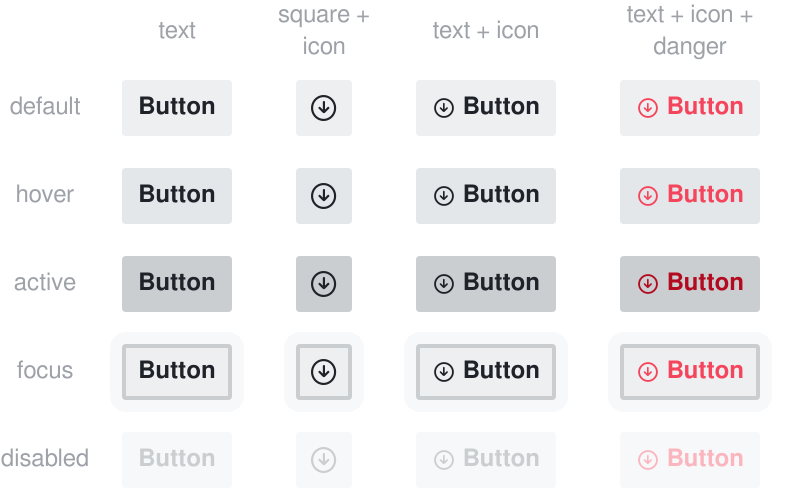 text
square +
icon
text + icon
text + icon +
danger
default
Button
Button
Button
hover
Button
Button
Button
active
Button
Button
Button
focus
Button
Button
Button
disabled
Button
Button
Button